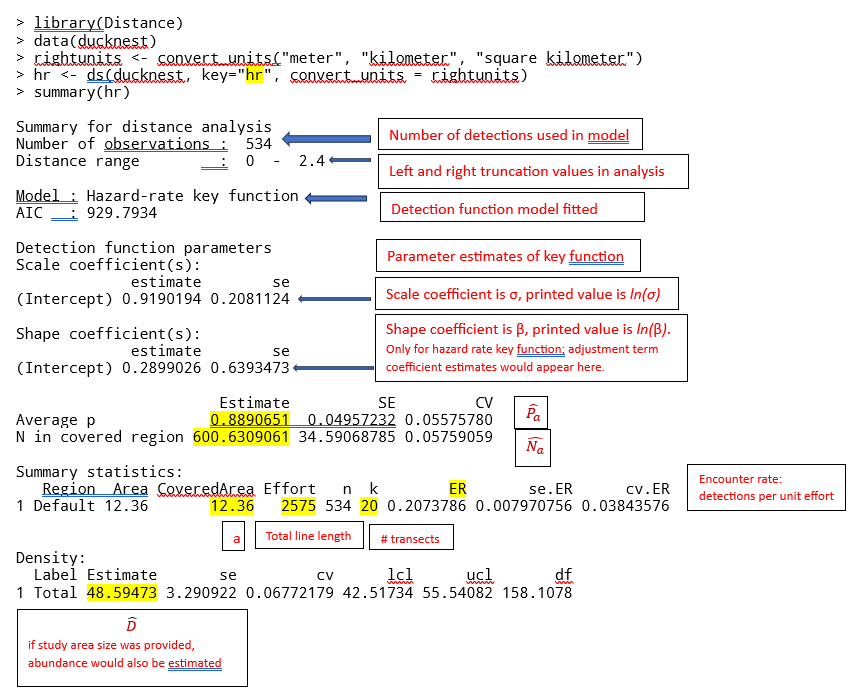 > library(Distance)
> data(ducknest)
> rightunits <- convert_units("meter", "kilometer", "square kilometer")
> hr <- ds(ducknest, key="hr", convert_units = rightunits)
> summary(hr)
Summary for distance analysis
Number of observations :  534
Number of detections used in model
Distance range         :  0  -  2.4
Left and right truncation values in analysis
Model : Hazard-rate key function
AIC   : 929.7934
Detection function model fitted
Detection function parameters
Parameter estimates of key function
Scale coefficient(s):
estimate        se
(Intercept) 0.9190194 0.2081124
Scale coefficient is σ, printed value is ln(σ)
Shape coefficient(s):
estimate        se
(Intercept) 0.2899026 0.6393473
Shape coefficient is β, printed value is ln(β).
Only for hazard rate key function; adjustment term
coefficient estimates would appear here.
Estimate          SE         CV
Average p             0.8890651  0.04957232 0.05575780
P̂a
N in covered region 600.6309061 34.59068785 0.05759059
N̂a
Summary statistics:
Region  Area CoveredArea Effort   n  k        ER       se.ER      cv.ER
1 Default 12.36       12.36   2575 534 20 0.2073786 0.007970756 0.03843576
Encounter rate:
detections per unit effort
a
Total line length
# transects
Density:
Label Estimate       se         cv      lcl      ucl       df
1 Total 48.59473 3.290922 0.06772179 42.51734 55.54082 158.1078
D̂
if study area size was provided,
abundance would also be estimated